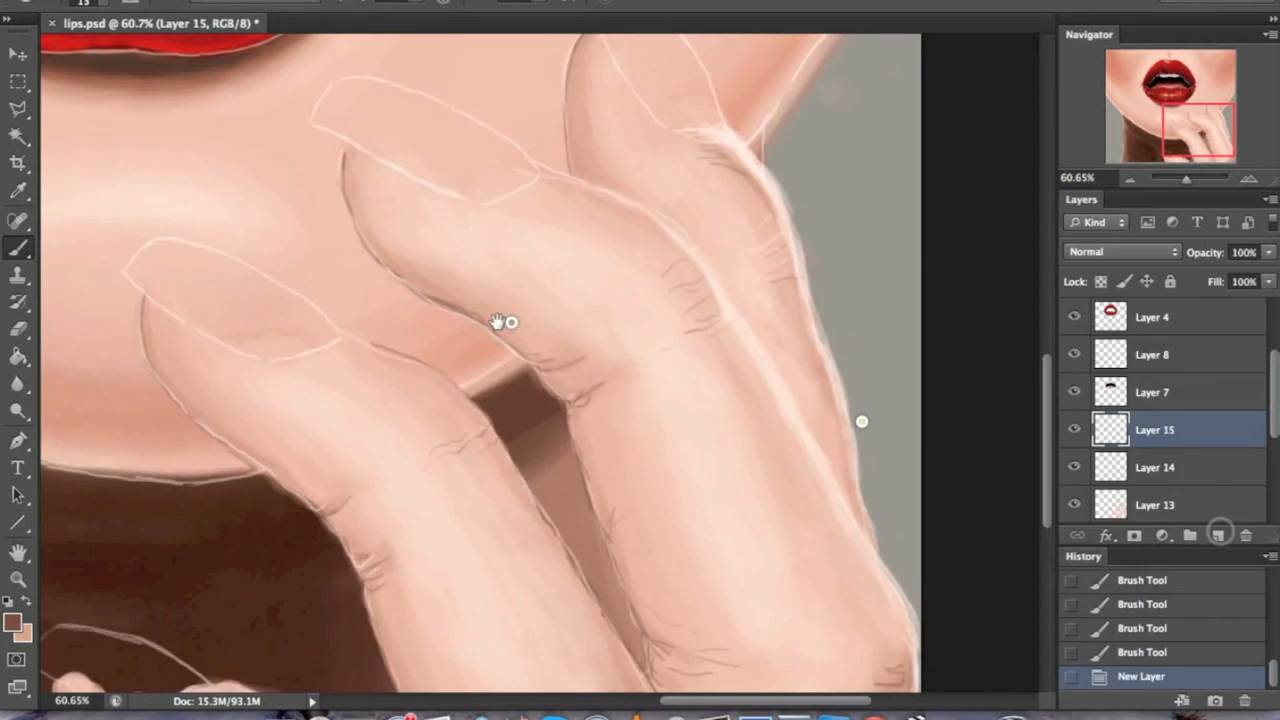 15
lips.psd @ 60.7% (Layer 15, RGB/8) *
Navigator
60.65%
Layers
Kind
Normal
Opacity: 100%
Lock:
Fill: 100%
Layer 4
Layer 8
Layer 7
Layer 15
Layer 14
Layer 13
fx
History
Brush Tool
Brush Tool
Brush Tool
Brush Tool
New Layer
60.65%
Doc: 15.3M/93.1M